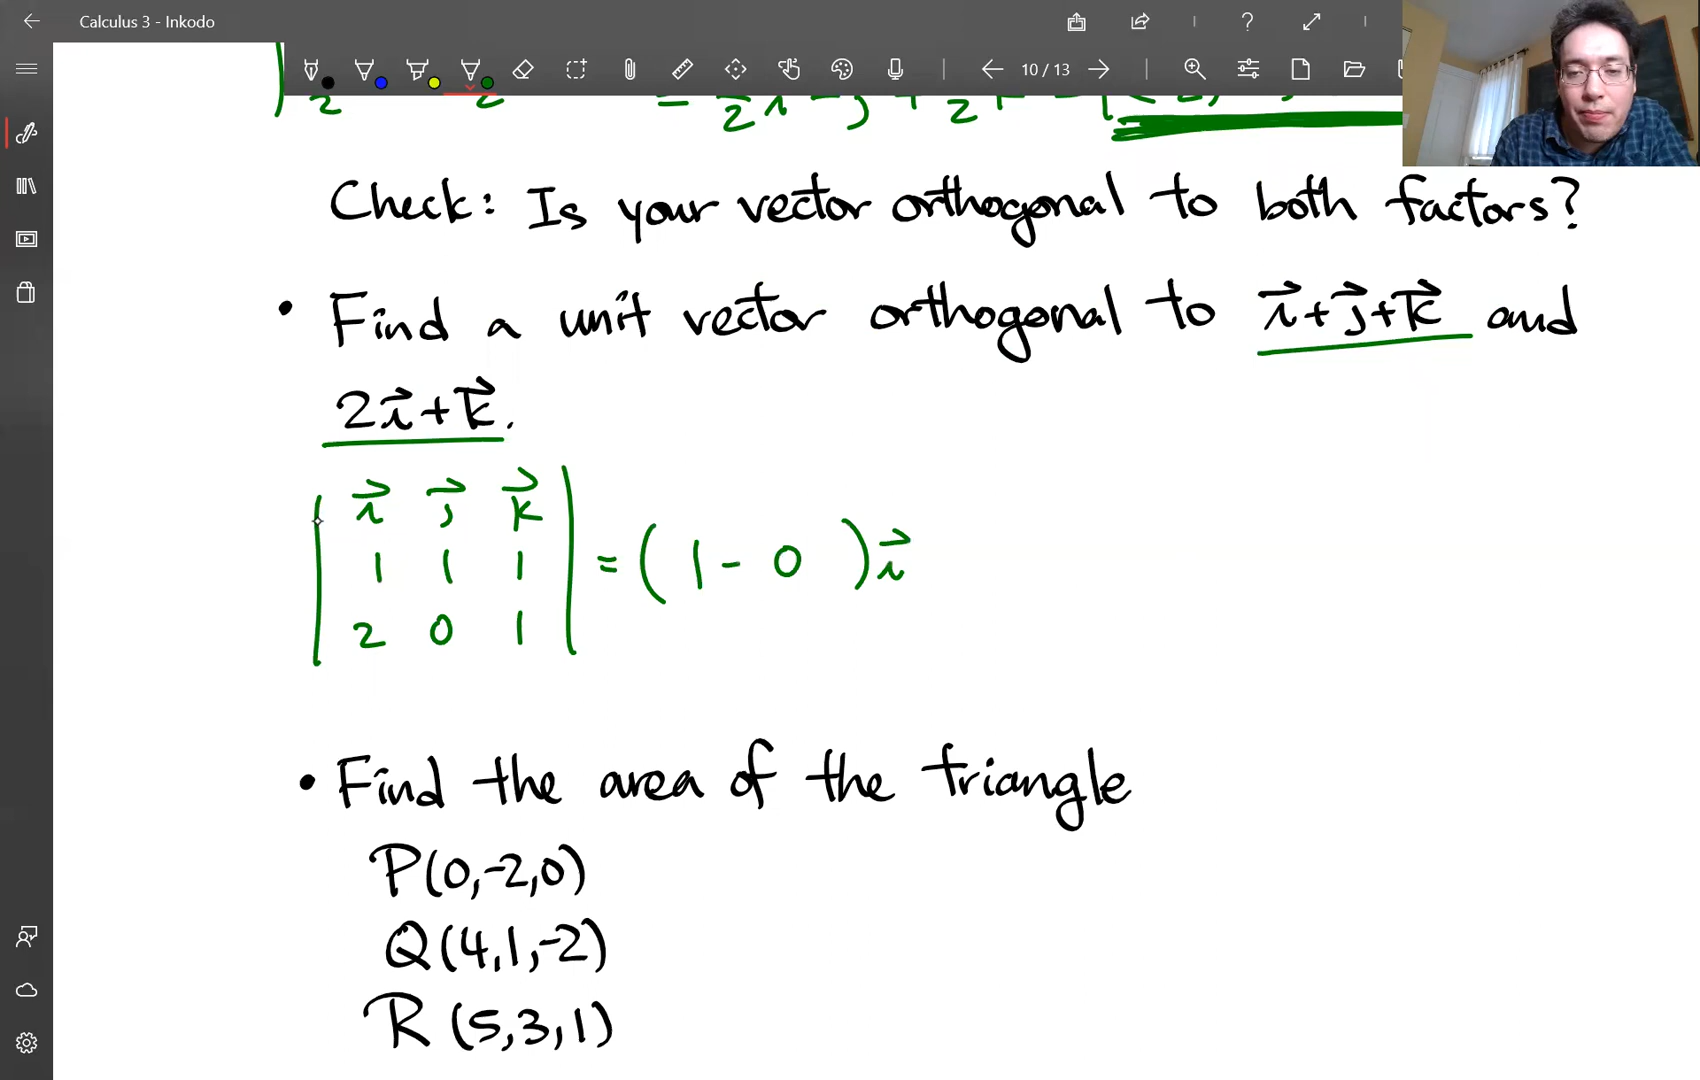 Calculus 3 - Inkodo
10 / 13
Check: Is your vector orthogonal to both factors?
• Find a unit vector orthogonal to i⃗+j⃗+k⃗ and
2i⃗+k⃗.
| i⃗ j⃗ k⃗ |
| 1 1 1 | = ( 1 - 0 ) i⃗
| 2 0 1 |
• Find the area of the triangle
P(0,-2,0)
Q(4,1,-2)
R(5,3,1)